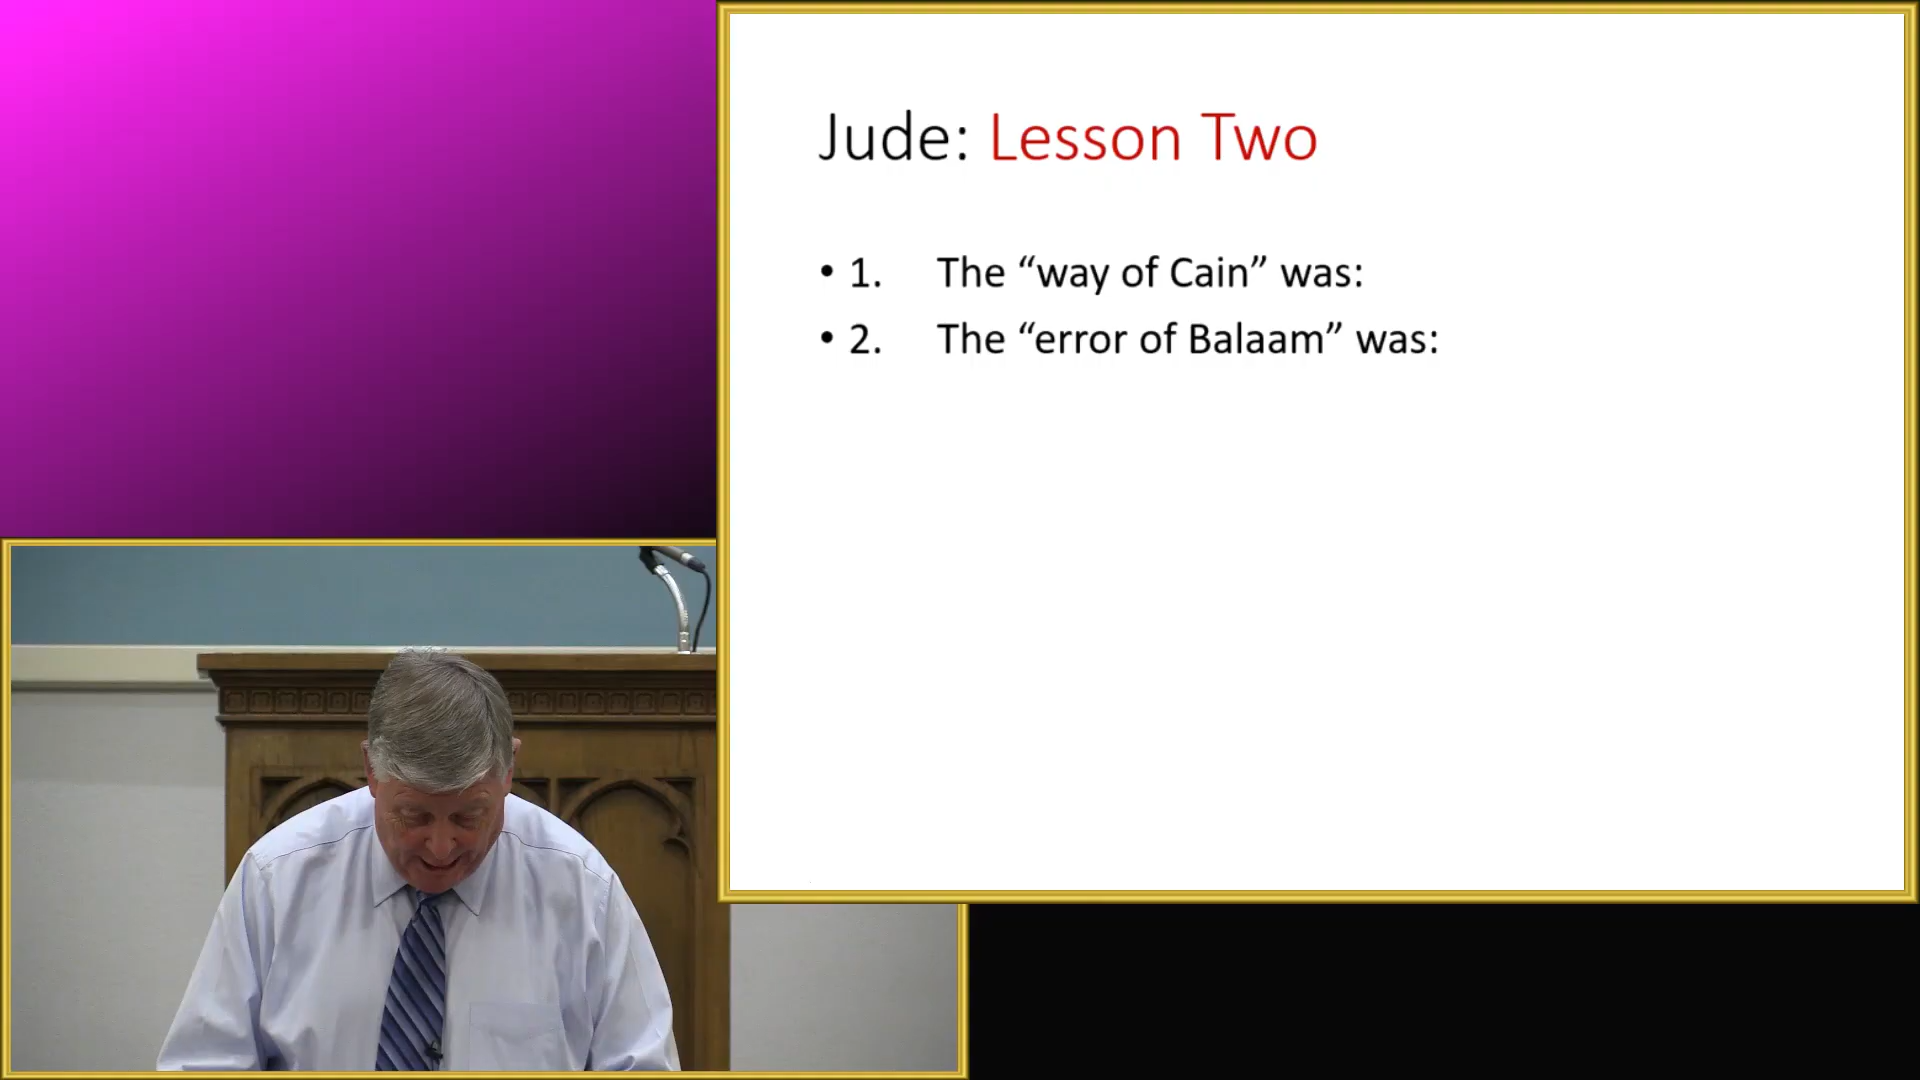 Jude: Lesson Two
• 1. The “way of Cain” was:
• 2. The “error of Balaam” was: